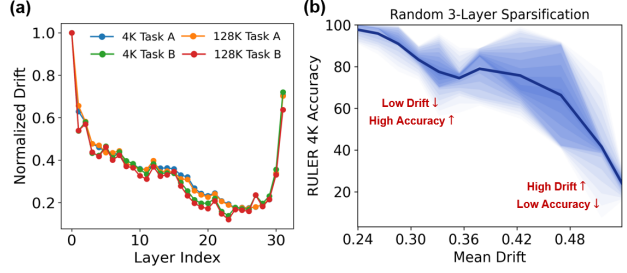 (a)
4K Task A
128K Task A
4K Task B
128K Task B
Normalized Drift
1.0
0.8
0.6
0.4
0.2
0
10
20
30
Layer Index
(b)
Random 3-Layer Sparsification
RULER 4K Accuracy
100
80
60
40
20
Low Drift ↓
High Accuracy ↑
High Drift ↑
Low Accuracy ↓
0.24
0.30
0.36
0.42
0.48
Mean Drift